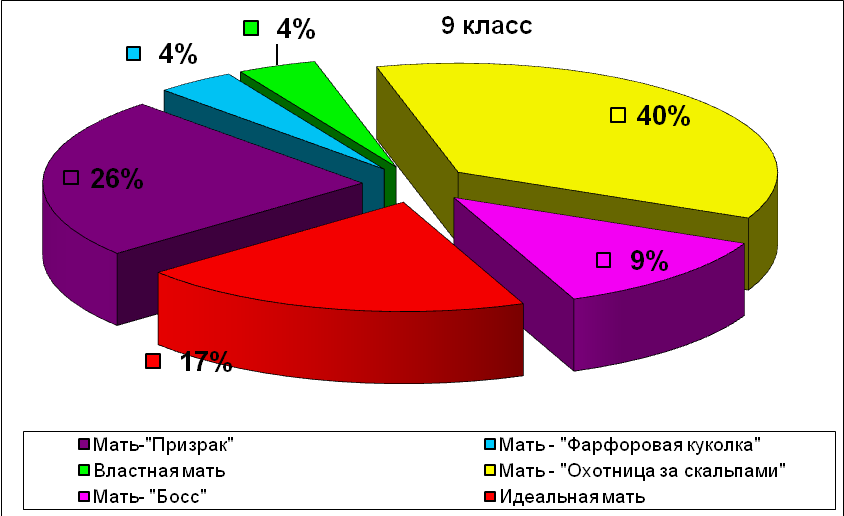 4%
9 класс
4%
40%
26%
9%
17%
Мать-"Призрак"
Мать - "Фарфоровая куколка"
Властная мать
Мать - "Охотница за скальпами"
Мать- "Босс"
Идеальная мать